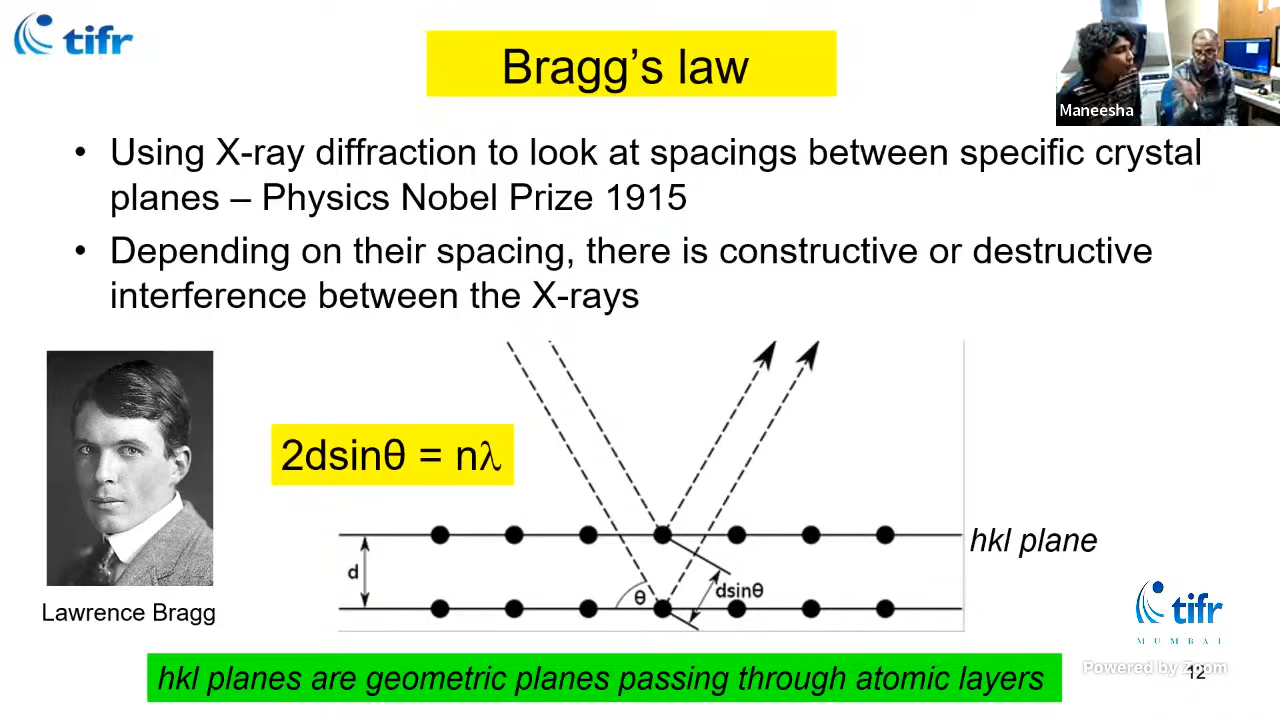 tifr
Bragg's law
Maneesha
• Using X-ray diffraction to look at spacings between specific crystal
planes – Physics Nobel Prize 1915
• Depending on their spacing, there is constructive or destructive
interference between the X-rays
2dsinθ = nλ
hkl plane
d
θ
dsinθ
Lawrence Bragg
tifr
MUMBAI
hkl planes are geometric planes passing through atomic layers
Powered by Zoom
12